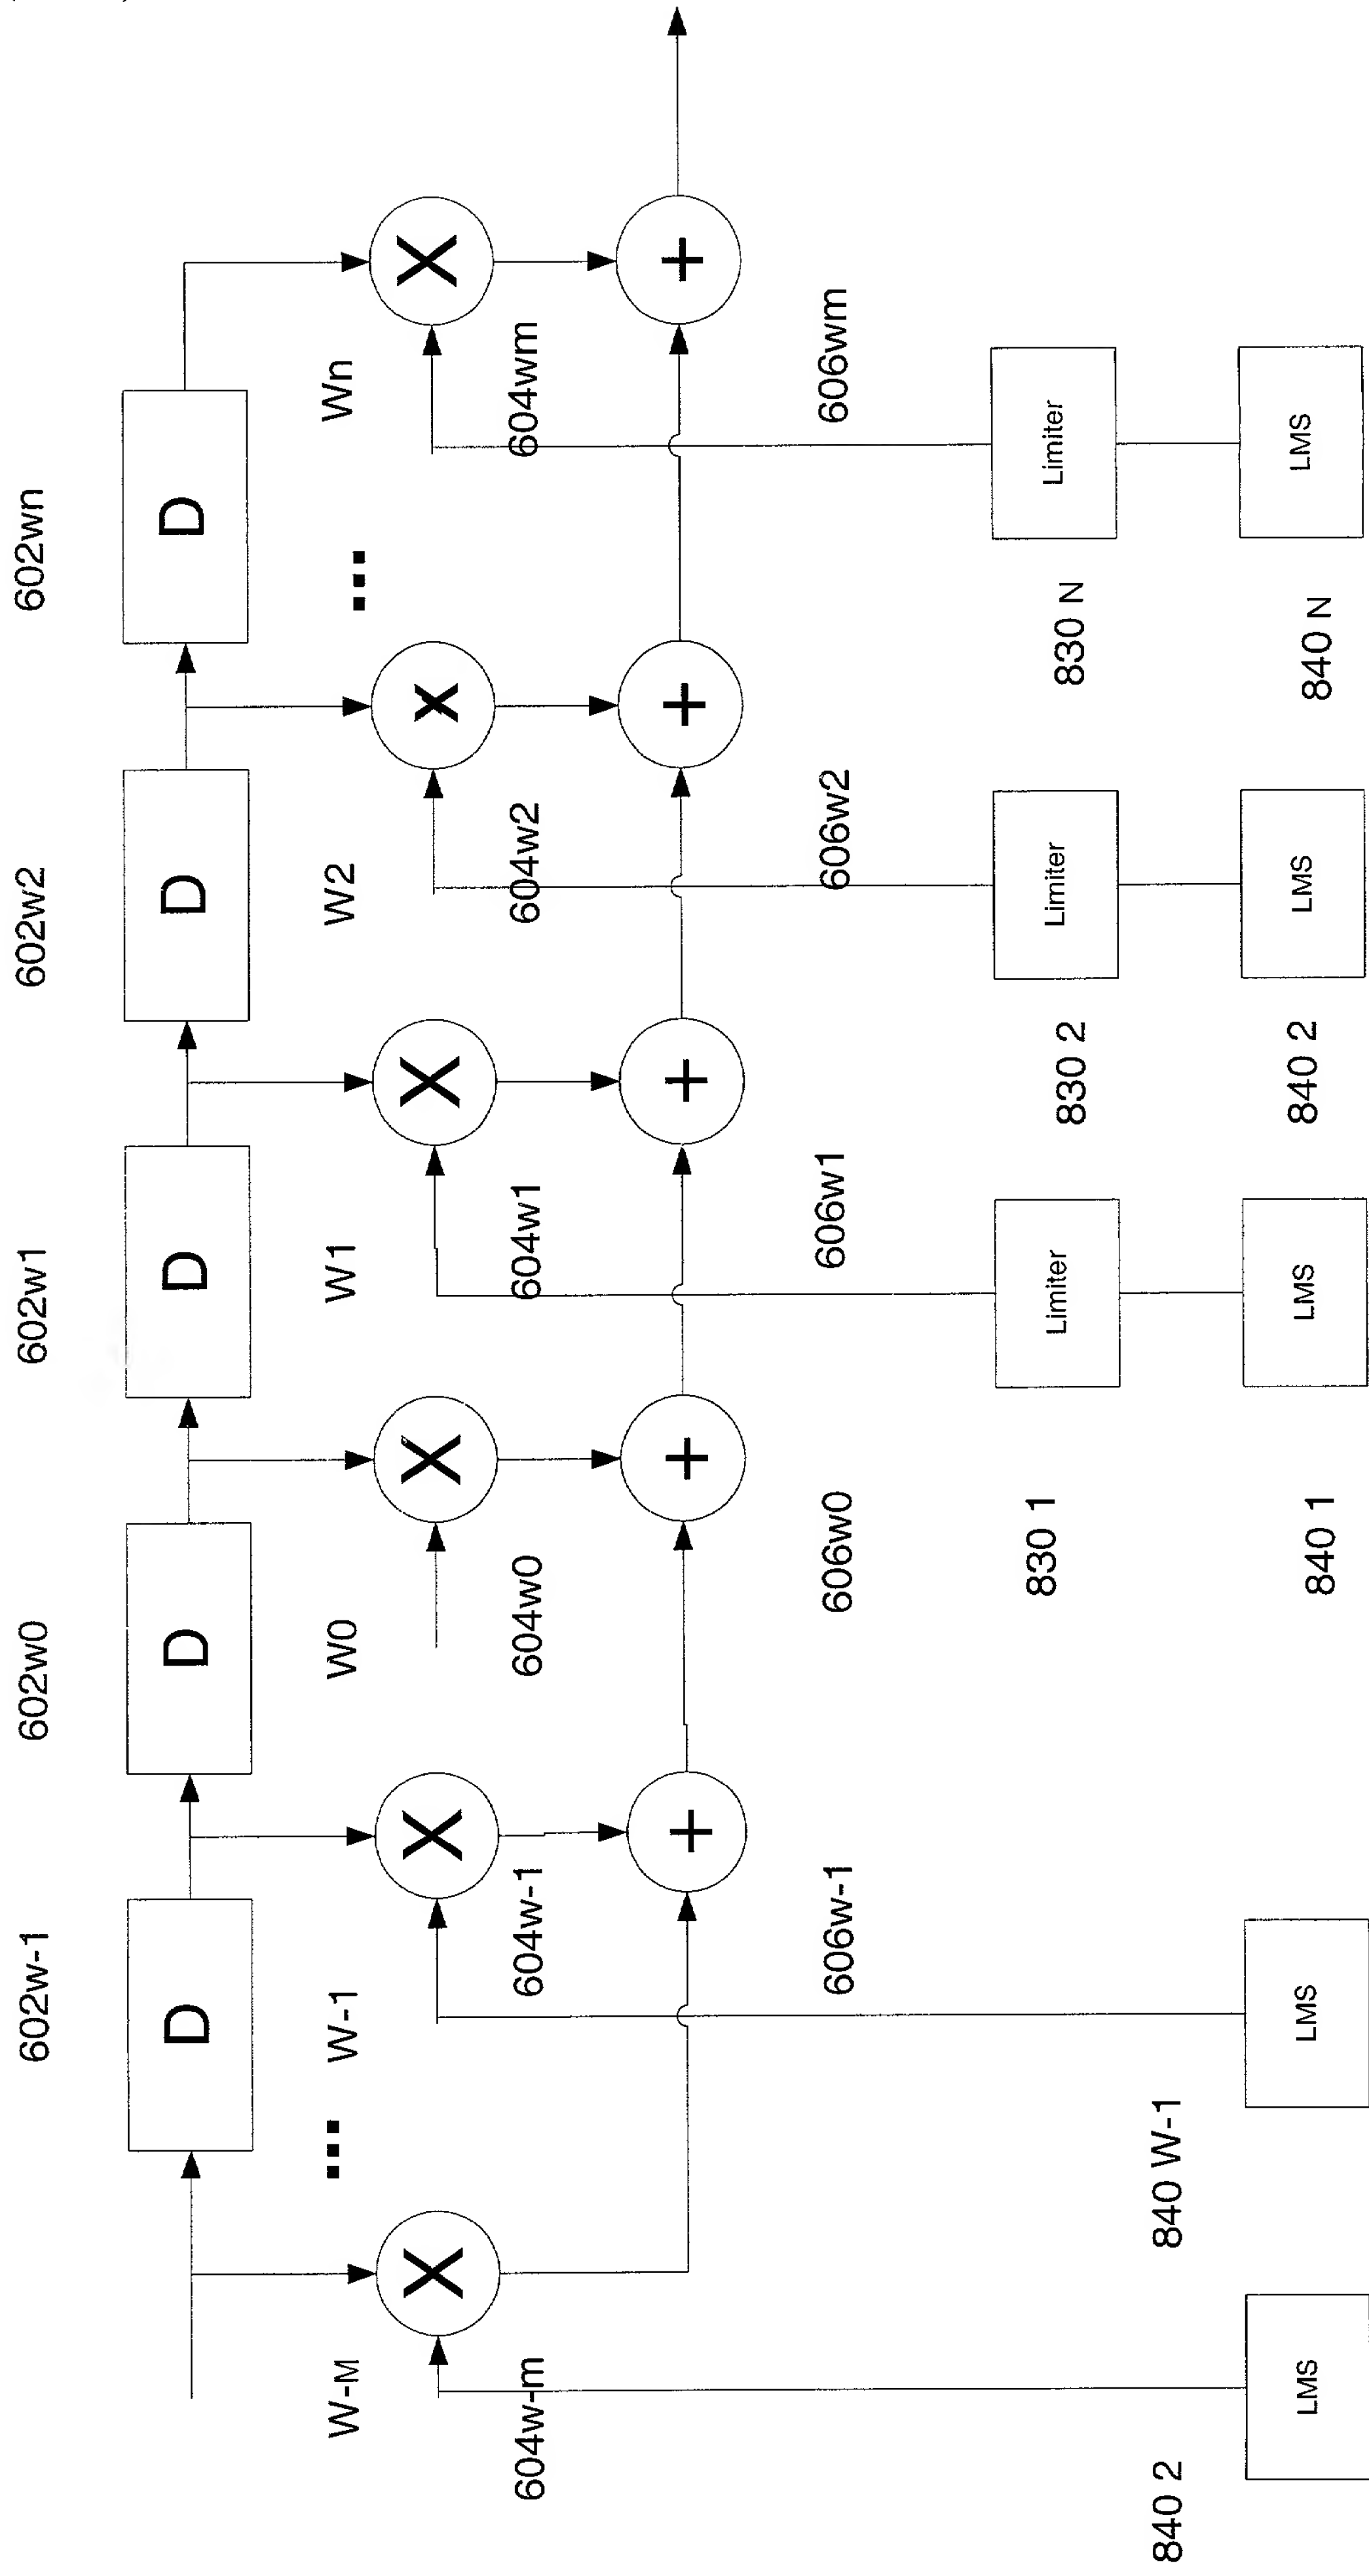 602w-1 602w0 602w1 602w2 602wn
D D D D D
W-M ... W-1 W0 W1 W2 ... Wn
X X X X x X
604w-m 604w-1 604w0 604w1 604w2 604wm
+ + + + +
606w-1 606w0 606w1 606w2 606wm
Limiter Limiter Limiter
830 1 830 2 830 N
840 2 840 W-1
LMS LMS LMS LMS LMS
840 1 840 2 840 N